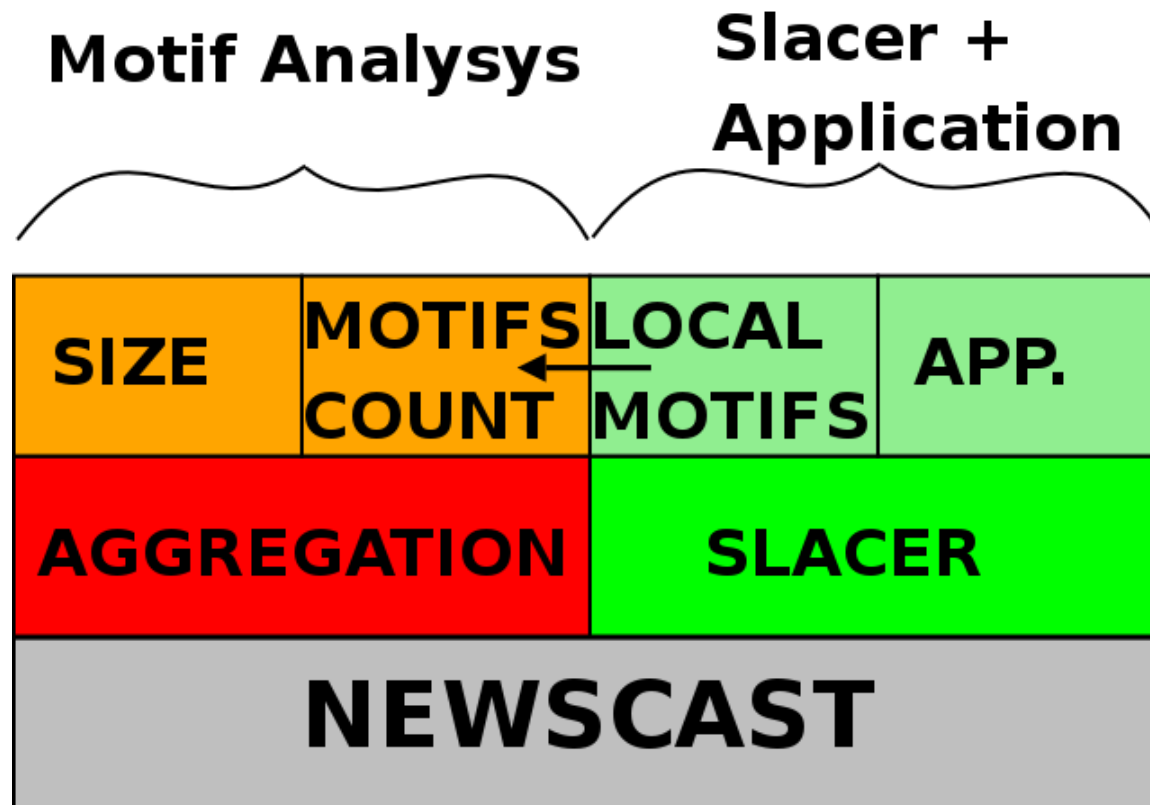 Motif Analysys
Slacer +
Application
SIZE
MOTIFS
COUNT
LOCAL
MOTIFS
APP.
AGGREGATION
SLACER
NEWSCAST